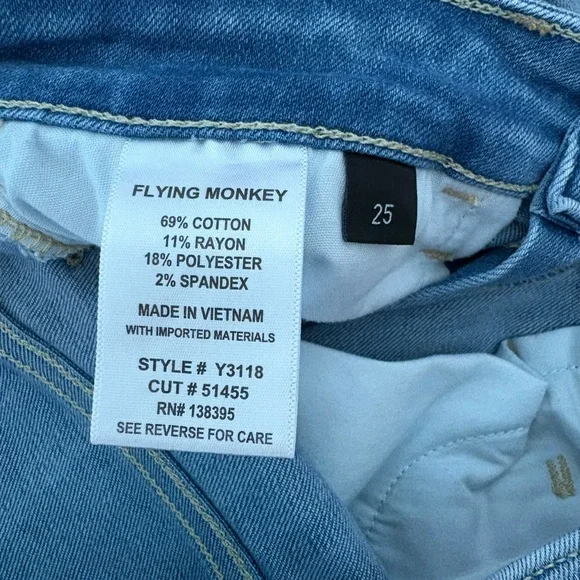 FLYING MONKEY
69% COTTON
11% RAYON
18% POLYESTER
2% SPANDEX
MADE IN VIETNAM
WITH IMPORTED MATERIALS
STYLE # Y3118
CUT # 51455
RN# 138395
SEE REVERSE FOR CARE
25